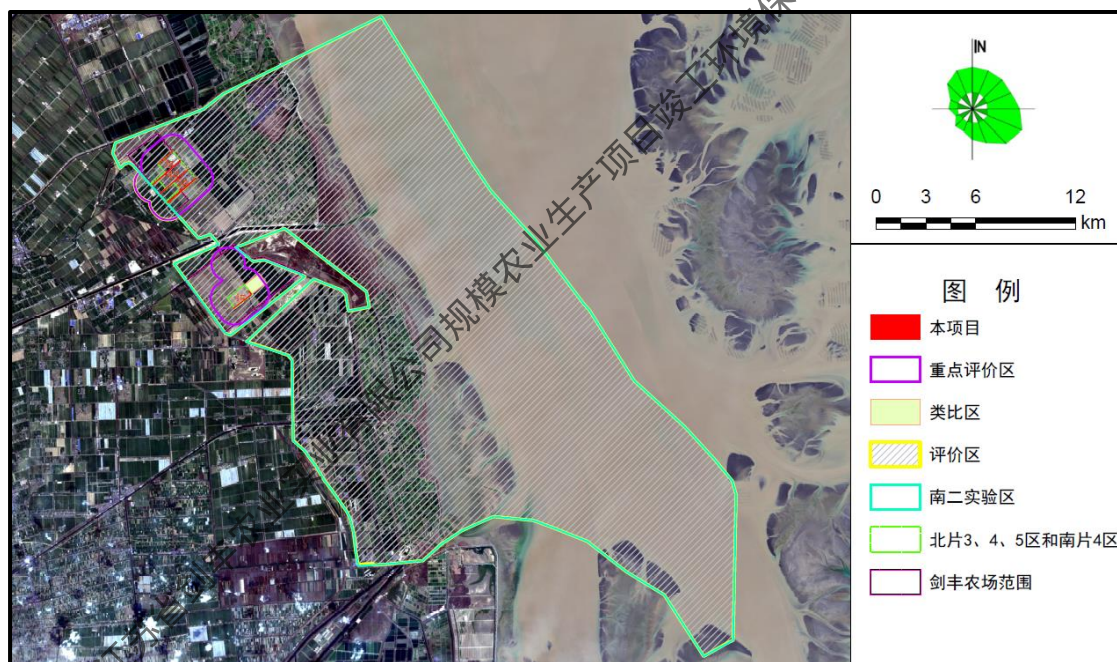 限公司规模农业生产项目竣工环境保
N
0 3 6 12
km
图 例
本项目
重点评价区
类比区
评价区
南二实验区
北片3、4、5区和南片4区
剑丰农场范围